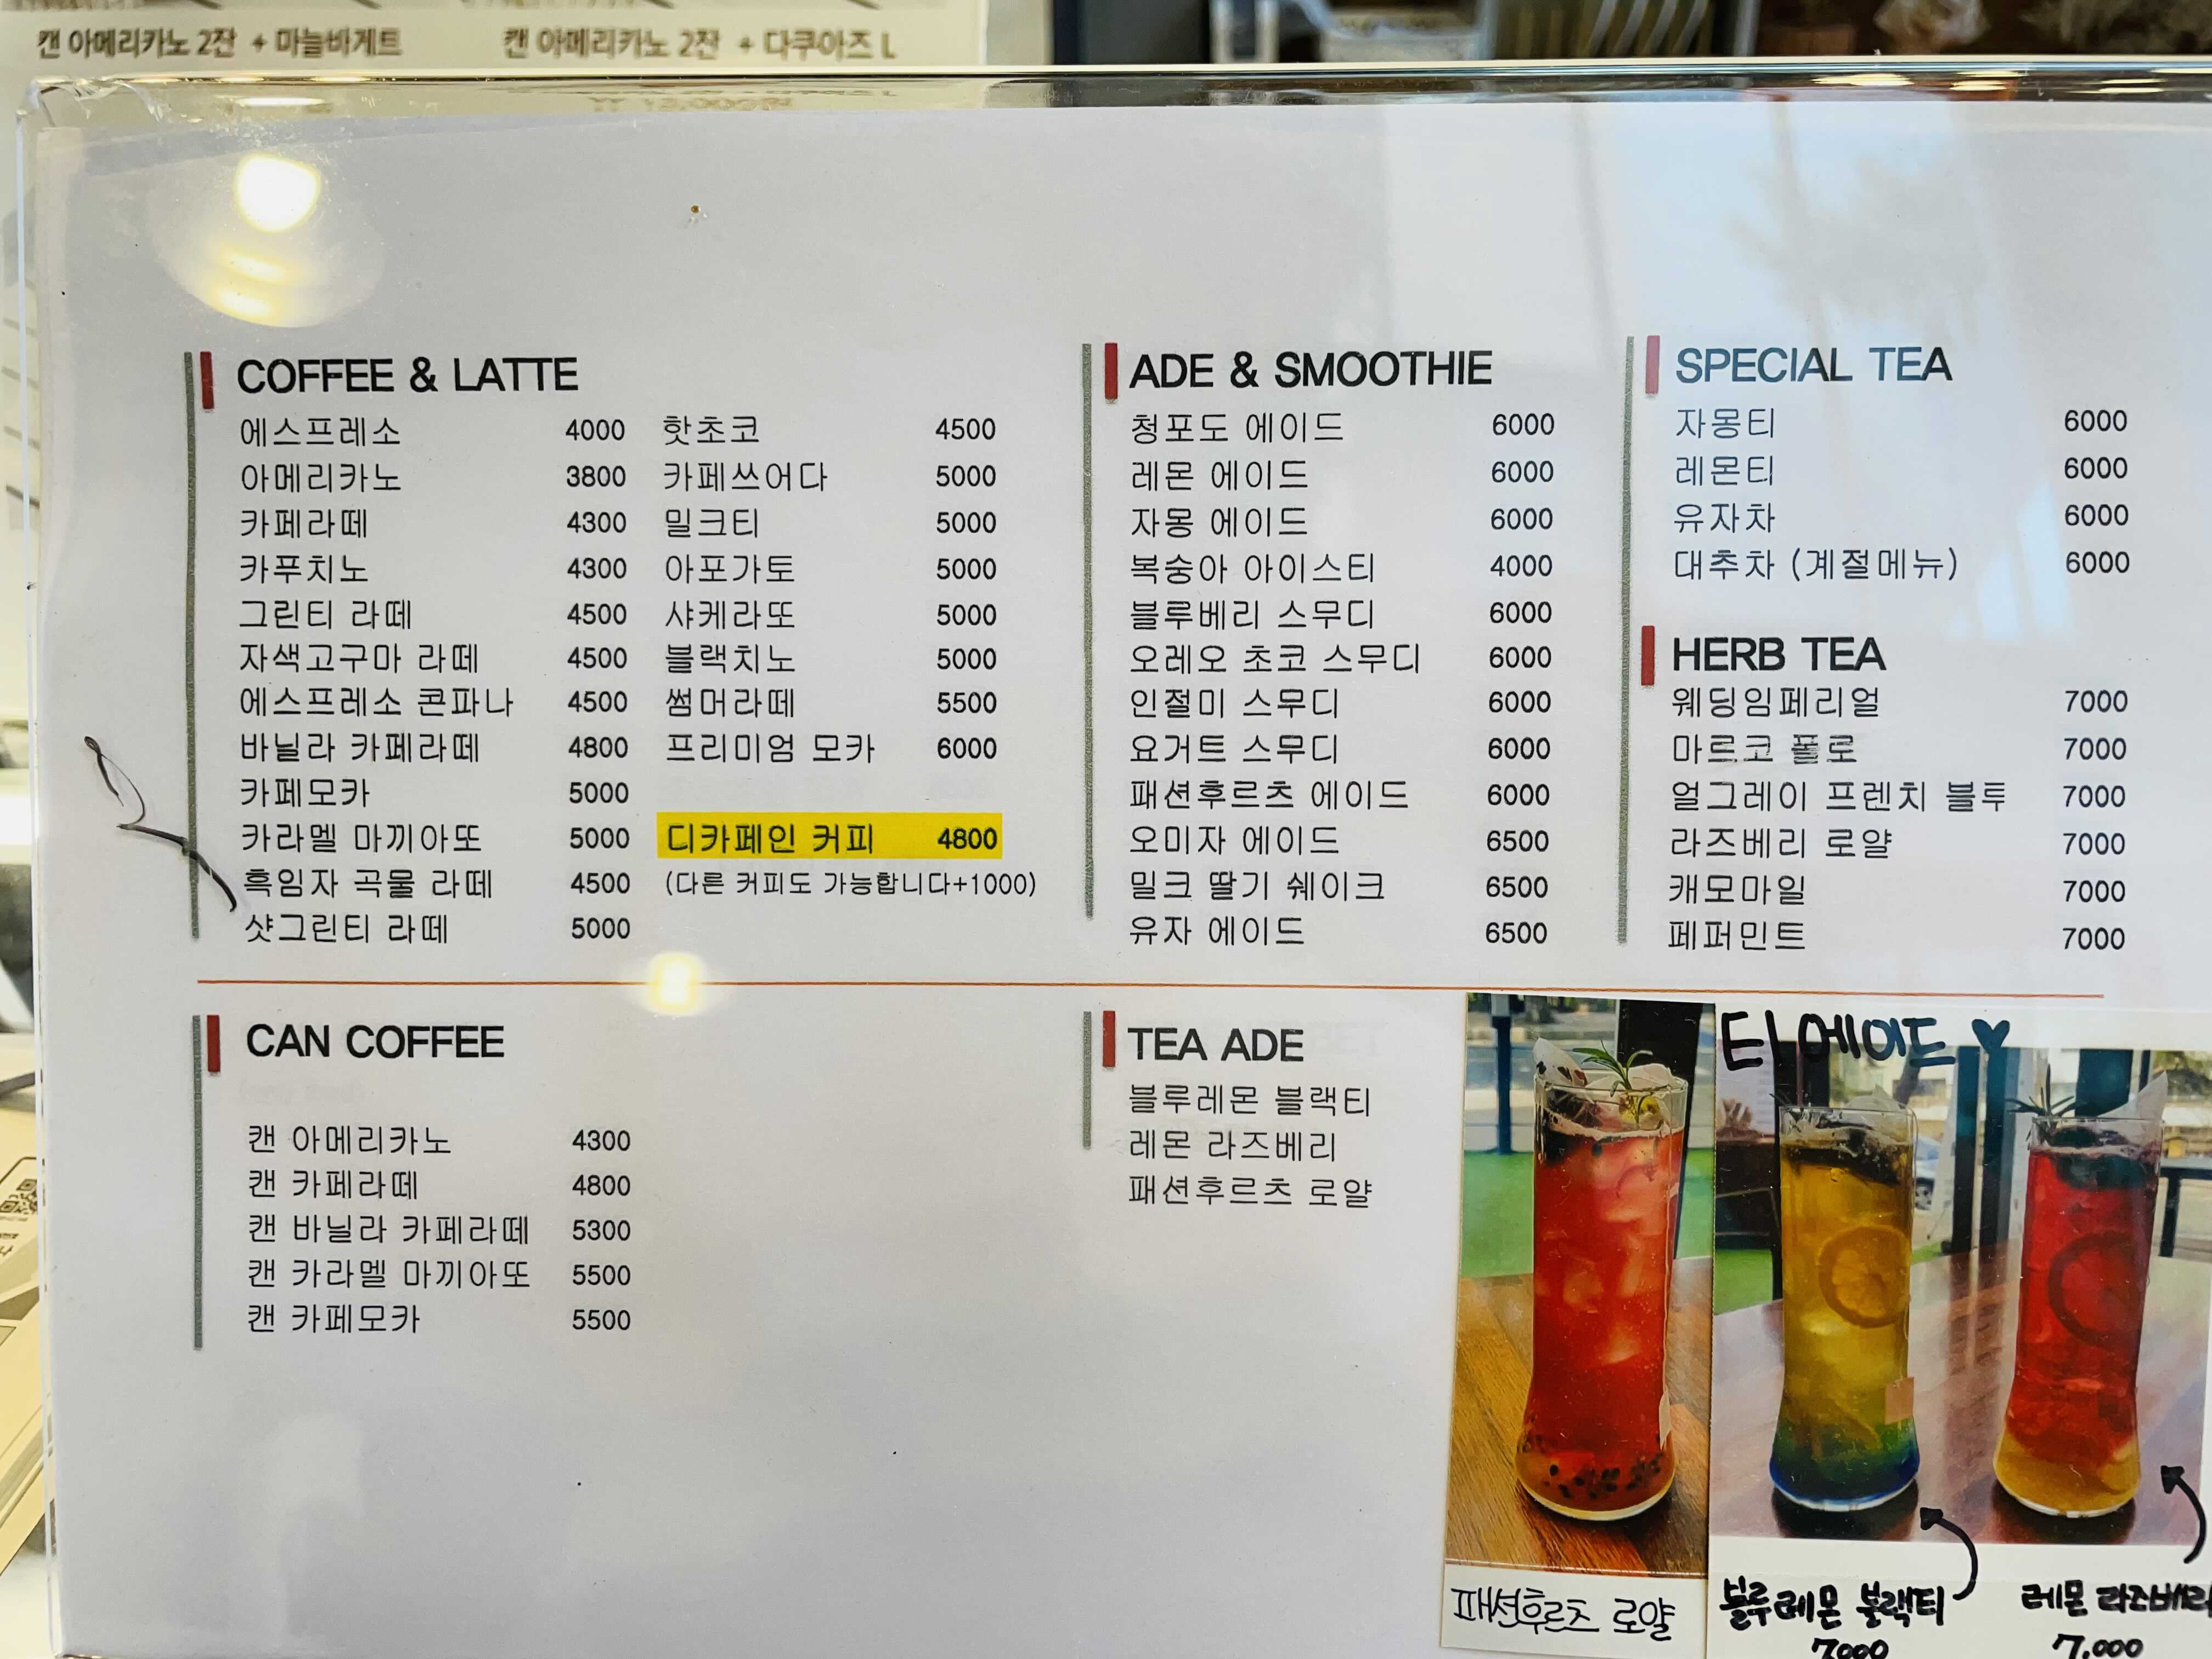 캔 아메리카노 2잔 + 마늘바게트
캔 아메리카노 2잔 + 다쿠아즈 L
COFFEE & LATTE
에스프레소 4000
아메리카노 3800
카페라떼 4300
카푸치노 4300
그린티 라떼 4500
자색고구마 라떼 4500
에스프레소 콘파나 4500
바닐라 카페라떼 4800
카페모카 5000
카라멜 마끼아또 5000
흑임자 곡물 라떼 4500
샷그린티 라떼 5000
핫초코 4500
카페쓰어다 5000
밀크티 5000
아포가토 5000
샤케라또 5000
블랙치노 5000
썸머라떼 5500
프리미엄 모카 6000
디카페인 커피 4800
(다른 커피도 가능합니다+1000)
ADE & SMOOTHIE
청포도 에이드 6000
레몬 에이드 6000
자몽 에이드 6000
복숭아 아이스티 4000
블루베리 스무디 6000
오레오 초코 스무디 6000
인절미 스무디 6000
요거트 스무디 6000
패션후르츠 에이드 6000
오미자 에이드 6500
밀크 딸기 쉐이크 6500
유자 에이드 6500
SPECIAL TEA
자몽티 6000
레몬티 6000
유자차 6000
대추차 (계절메뉴) 6000
HERB TEA
웨딩임페리얼 7000
마르코 폴로 7000
얼그레이 프렌치 블루 7000
라즈베리 로얄 7000
캐모마일 7000
페퍼민트 7000
CAN COFFEE
캔 아메리카노 4300
캔 카페라떼 4800
캔 바닐라 카페라떼 5300
캔 카라멜 마끼아또 5500
캔 카페모카 5500
TEA ADE
블루레몬 블랙티
레몬 라즈베리
패션후르츠 로얄
티에이드 ♥
패션후르츠 로얄
블루레몬 블랙티
7000
레몬 라즈베리
7,000